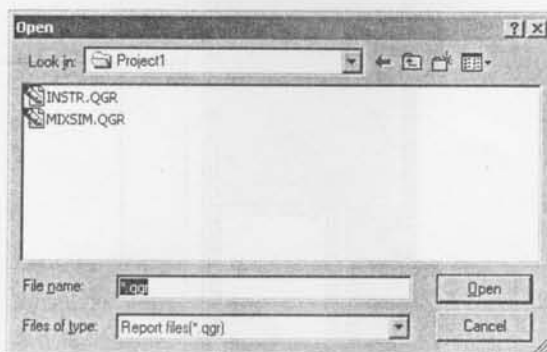 Open
Look in: Project1
INSTR.QGR
MIXSIM.QGR
File name: *.qgr Open
Files of type: Report files(*.qgr) Cancel